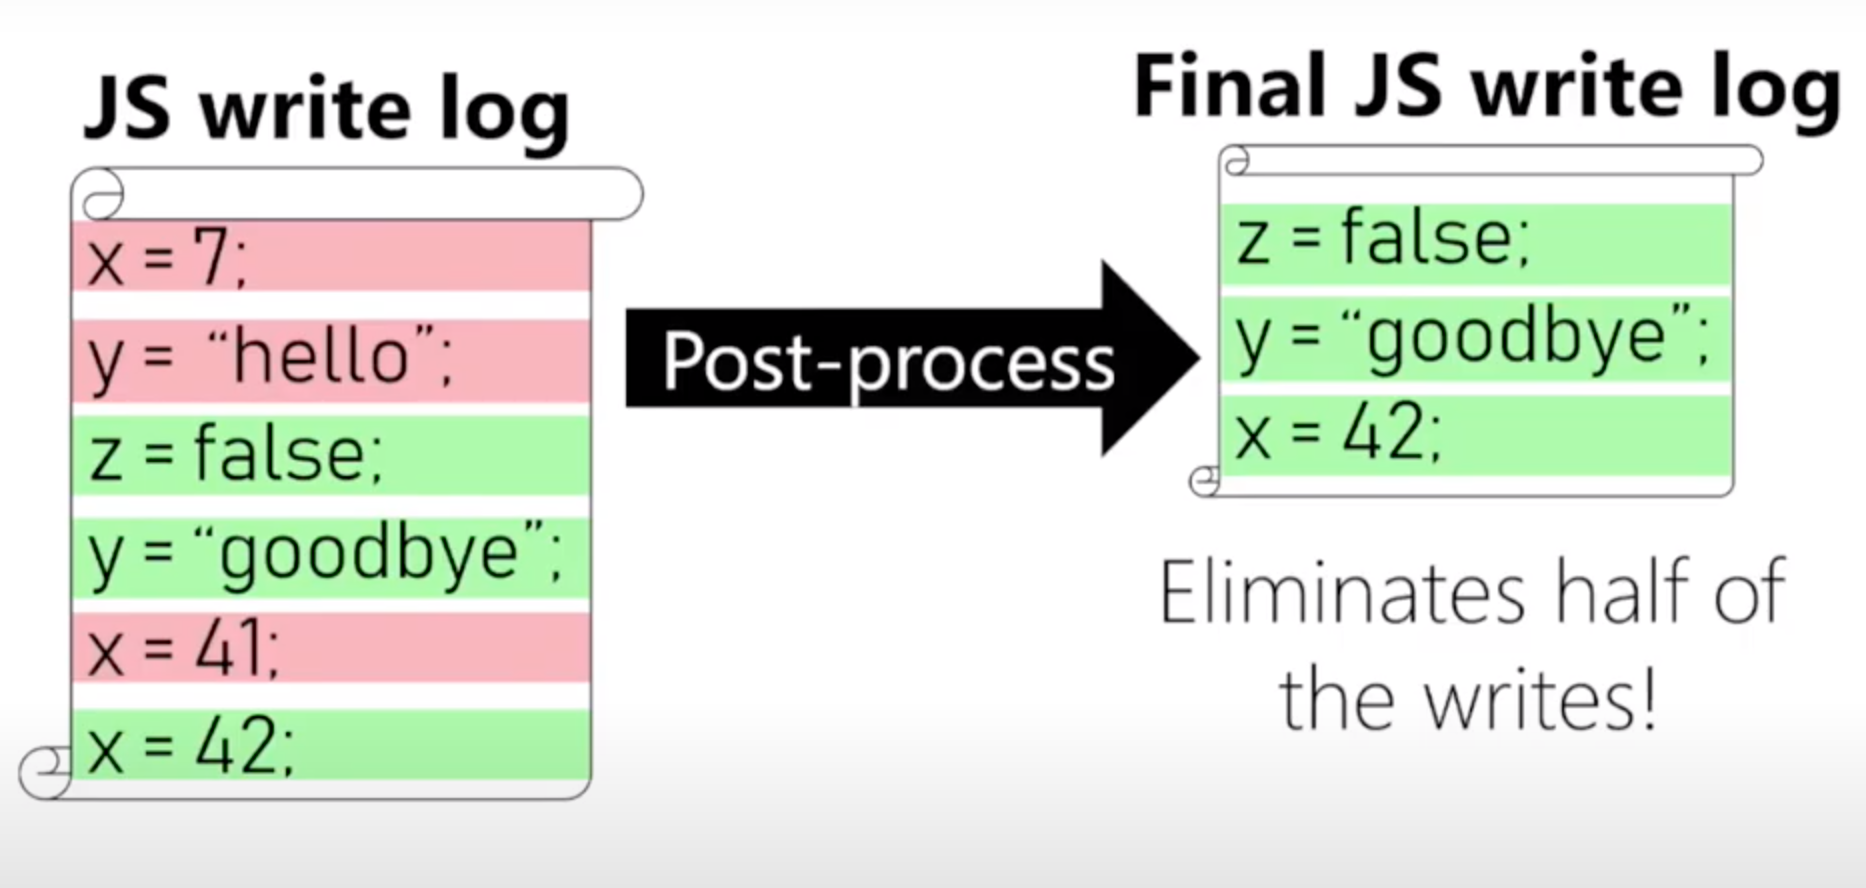 JS write log
x = 7;
y = “hello”;
z = false;
y = “goodbye”;
x = 41;
x = 42;
Post-process
Final JS write log
z = false;
y = “goodbye”;
x = 42;
Eliminates half of
the writes!